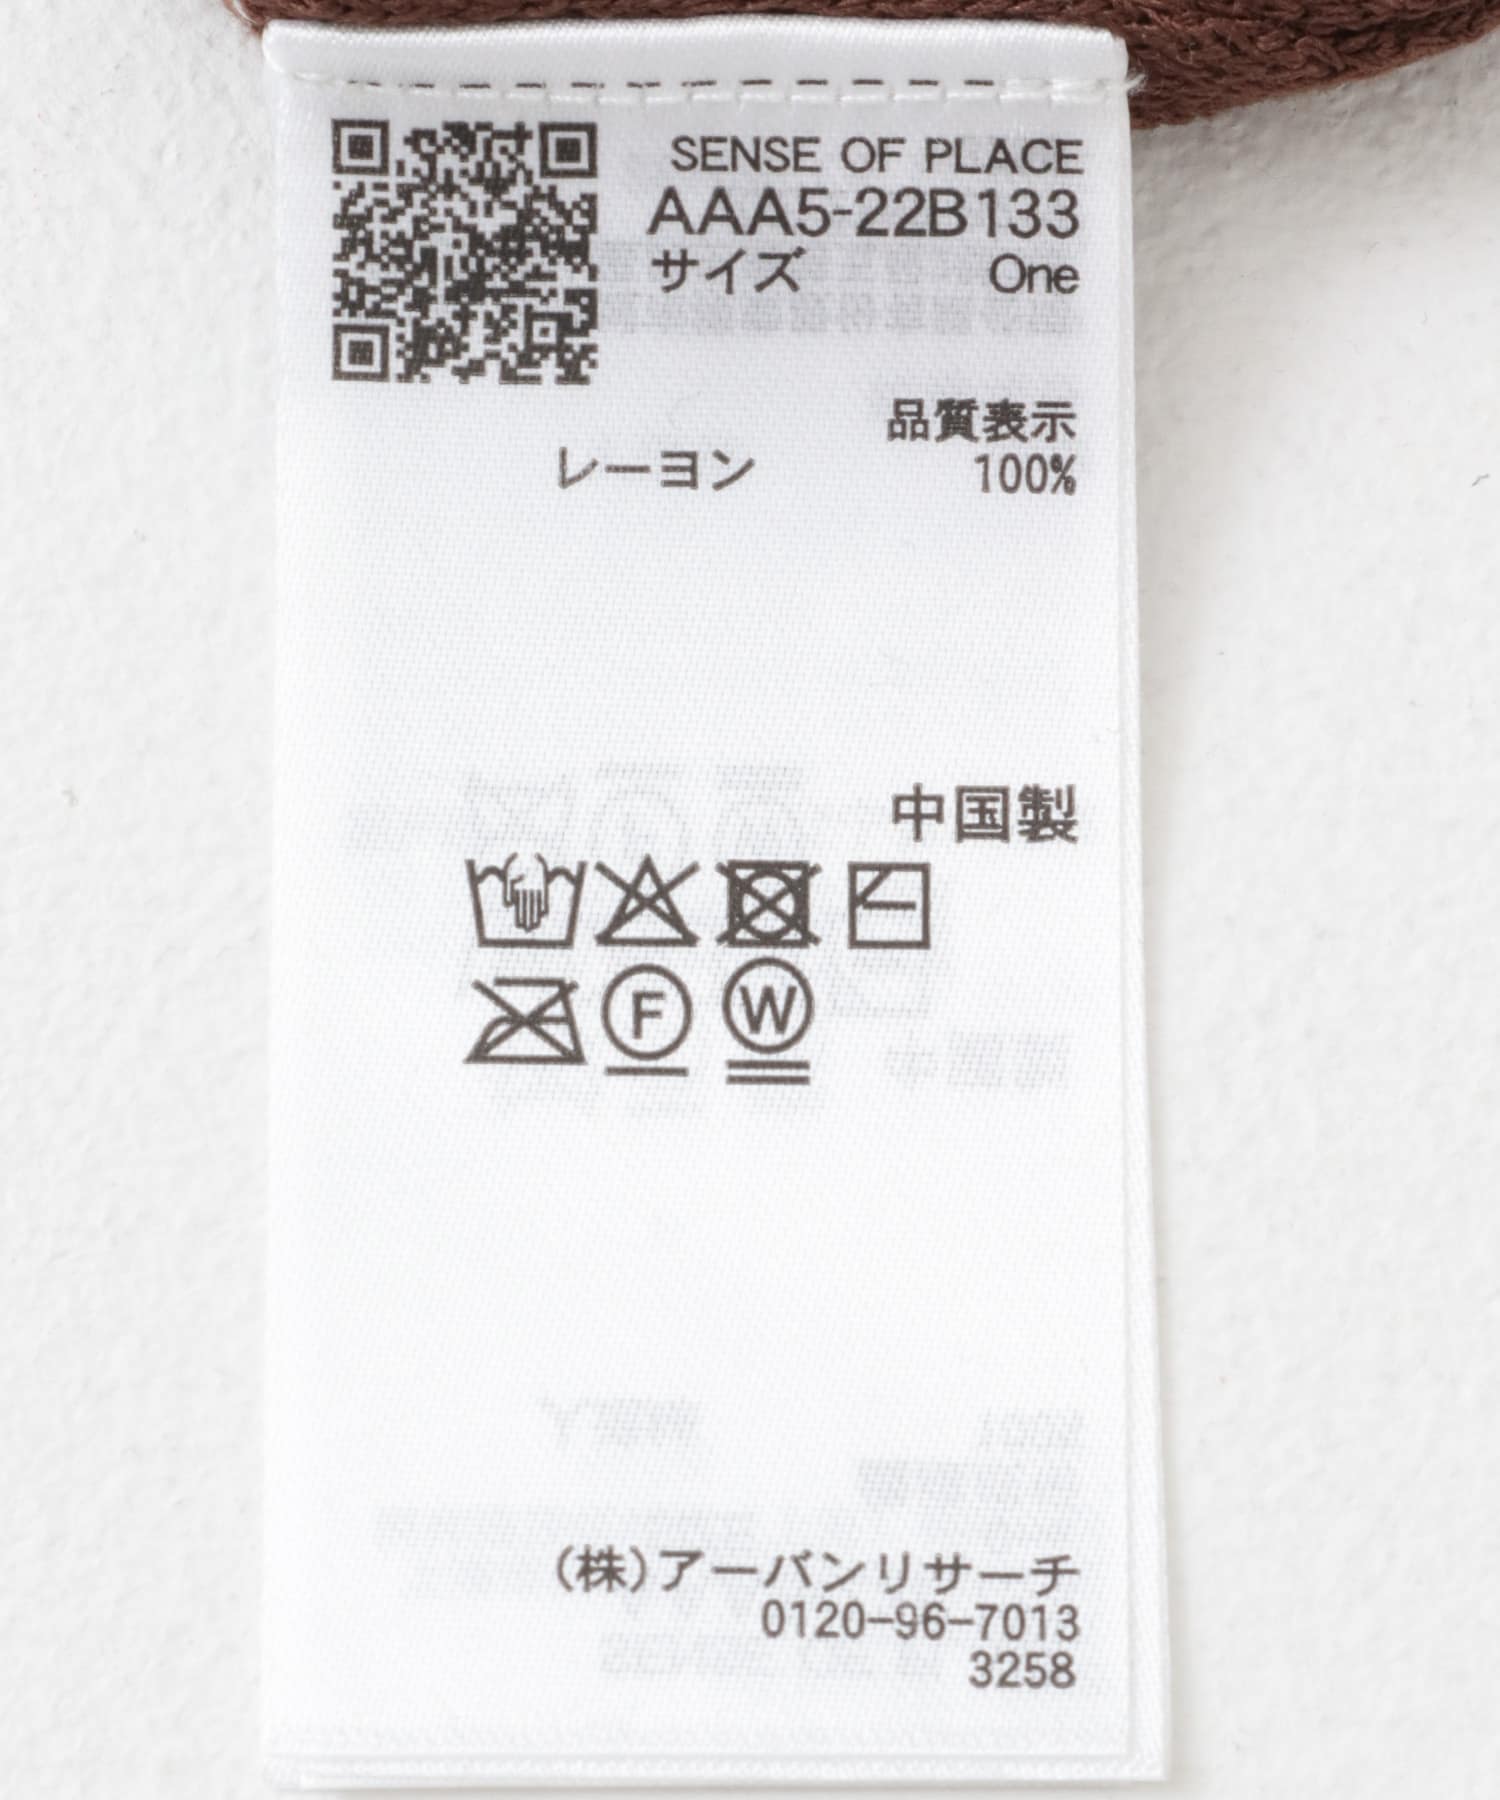 SENSE OF PLACE
AAA5-22B133
サイズ One
品質表示
レーヨン 100%
中国製
F W
(株)アーバンリサーチ
0120-96-7013
3258